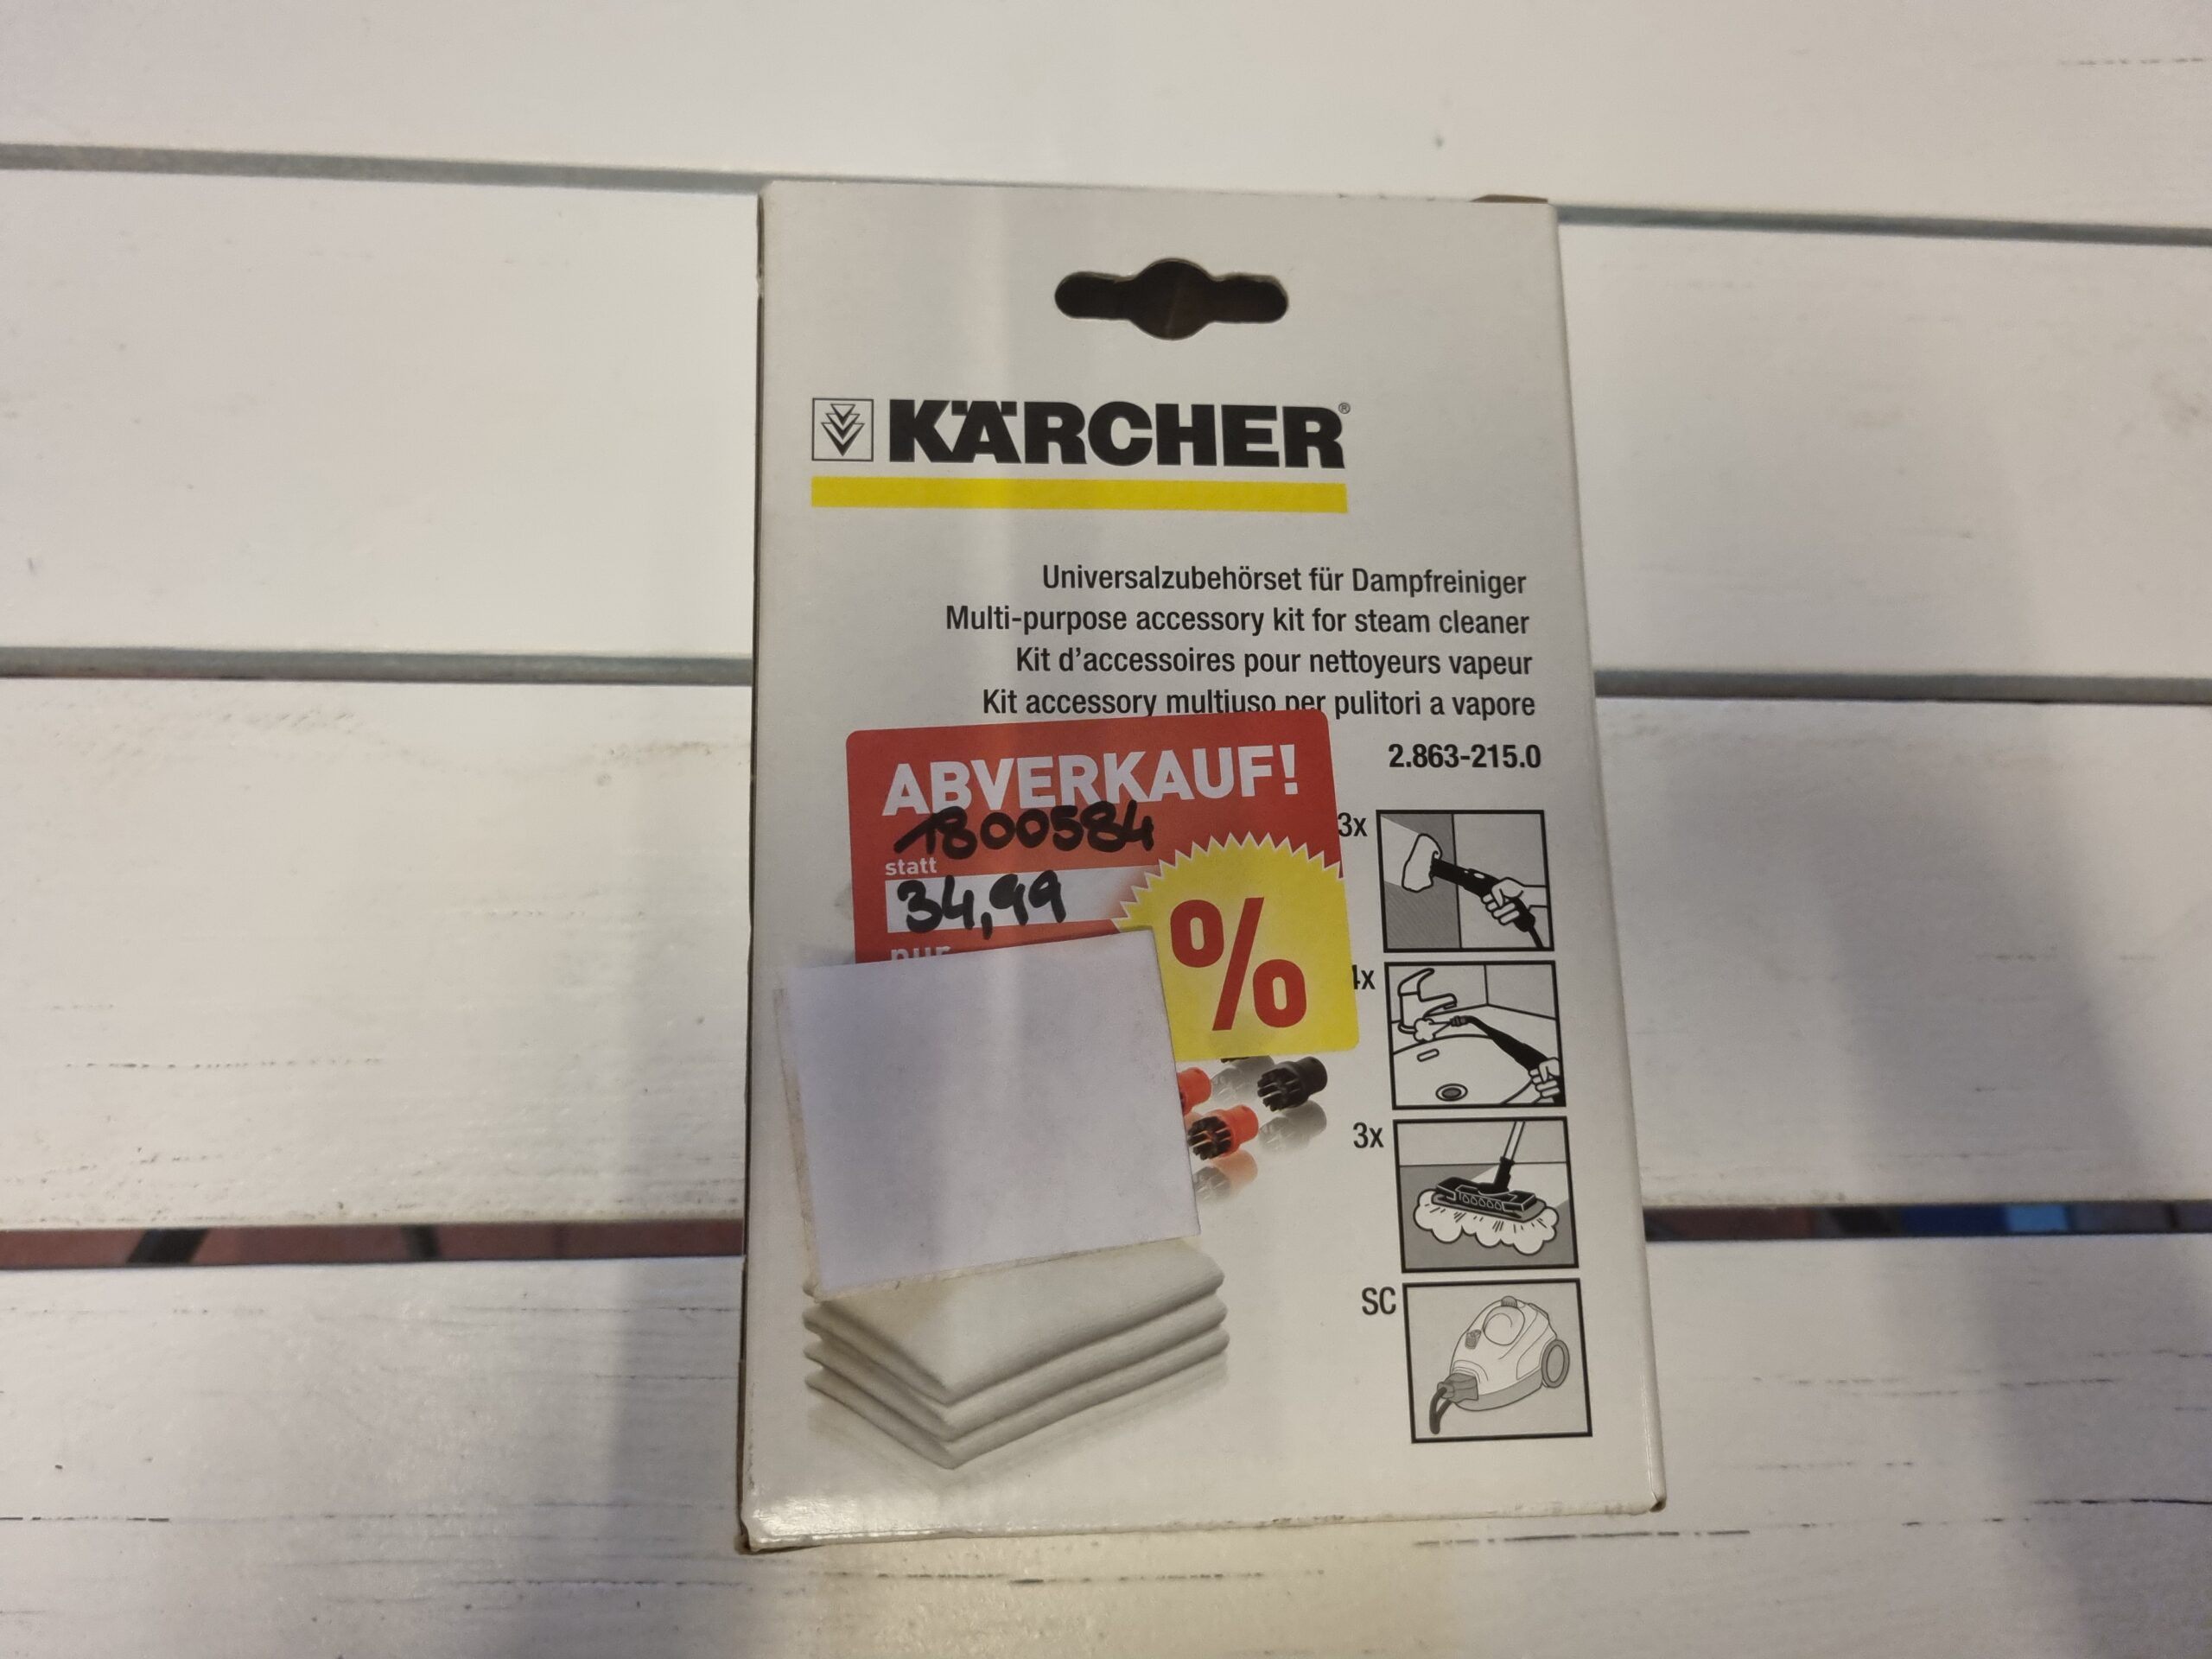 KÄRCHER®
Universalzubehörset für Dampfreiniger
Multi-purpose accessory kit for steam cleaner
Kit d'accessoires pour nettoyeurs vapeur
Kit accessory multiuso per pulitori a vapore
2.863-215.0
ABVERKAUF!
1800584
statt
34,99
nur
%
3x
4x
3x
SC